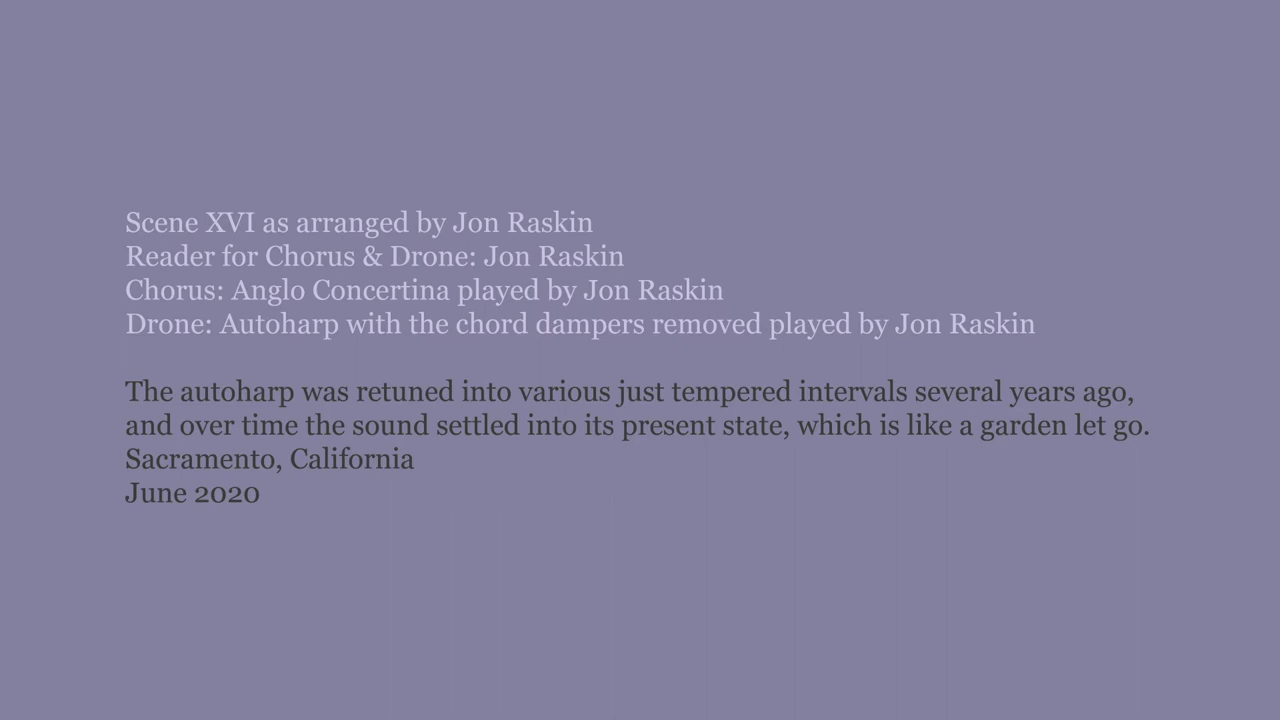 Scene XVI as arranged by Jon Raskin
Reader for Chorus & Drone: Jon Raskin
Chorus: Anglo Concertina played by Jon Raskin
Drone: Autoharp with the chord dampers removed played by Jon Raskin
The autoharp was retuned into various just tempered intervals several years ago,
and over time the sound settled into its present state, which is like a garden let go.
Sacramento, California
June 2020